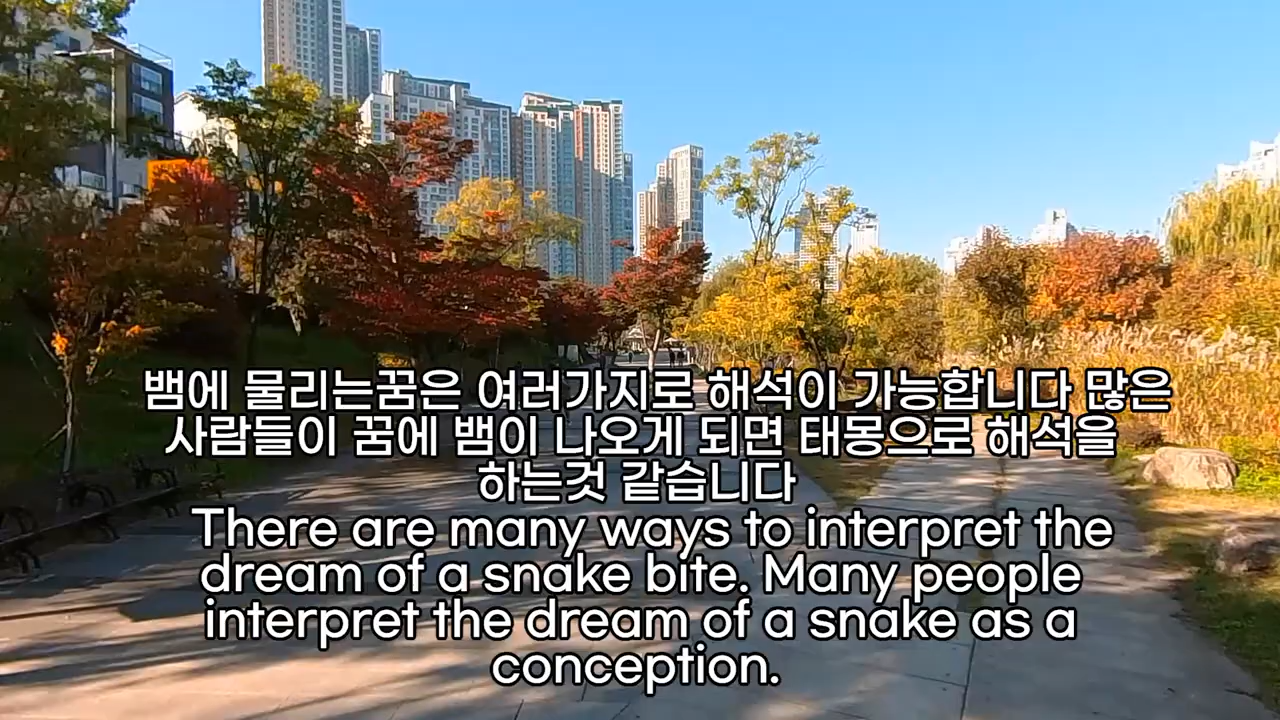 뱀에 물리는꿈은 여러가지로 해석이 가능합니다 많은
사람들이 꿈에 뱀이 나오게 되면 태몽으로 해석을
하는것 같습니다
There are many ways to interpret the
dream of a snake bite. Many people
interpret the dream of a snake as a
conception.